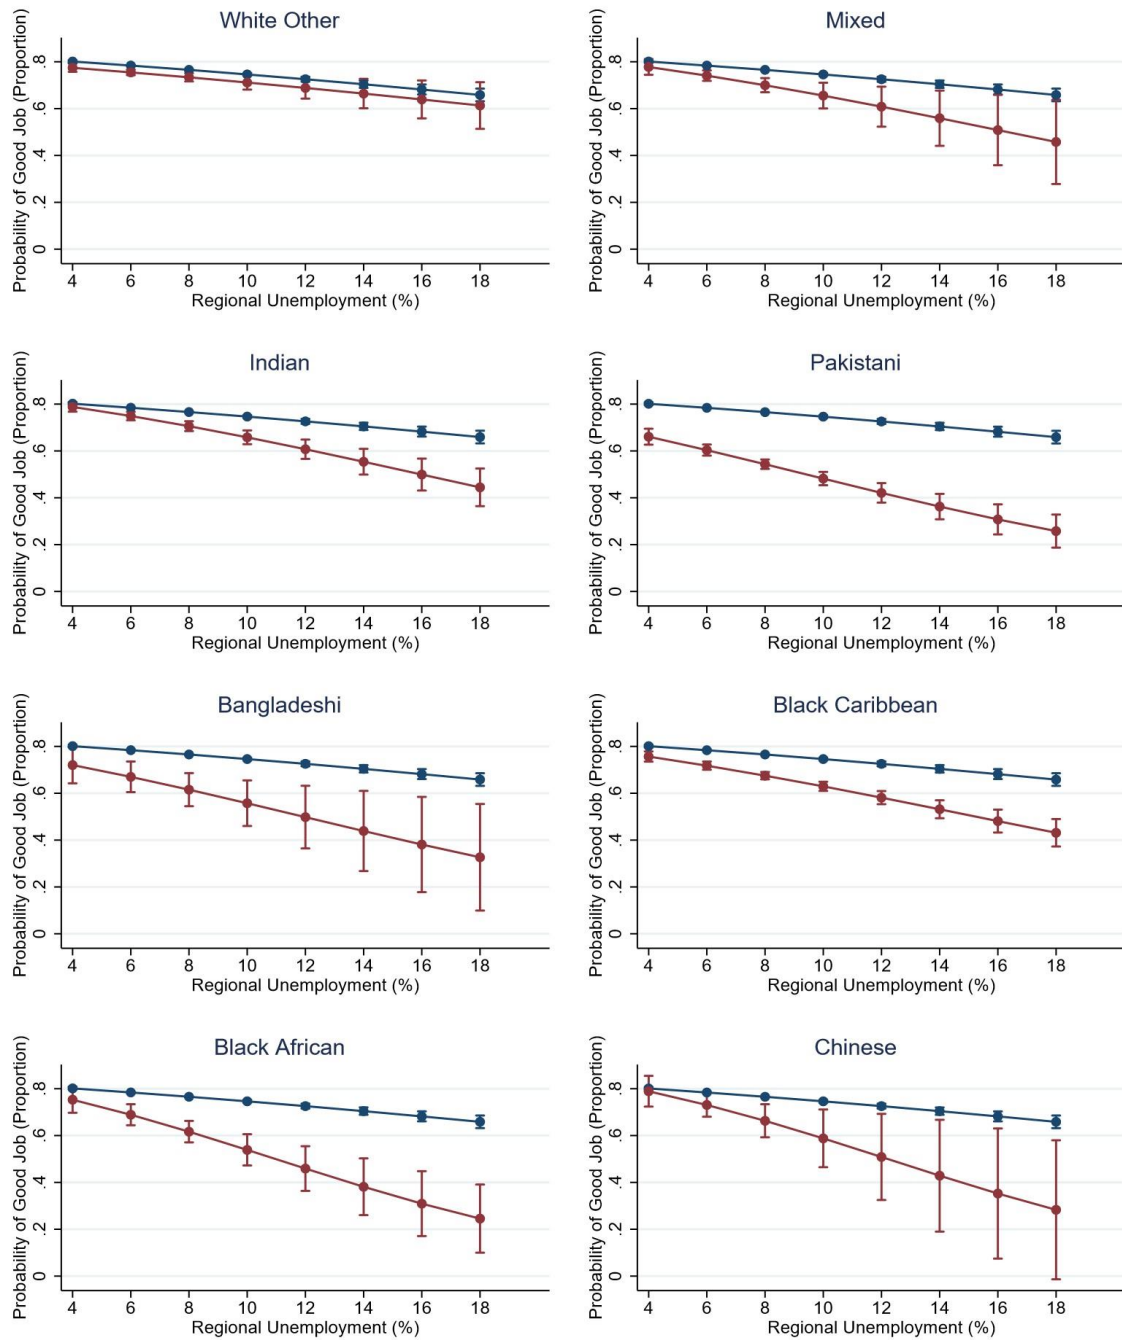 White Other
Probability of Good Job (Proportion)
.8
.6
.4
.2
0
4 6 8 10 12 14 16 18
Regional Unemployment (%)
Mixed
Probability of Good Job (Proportion)
.8
.6
.4
.2
0
4 6 8 10 12 14 16 18
Regional Unemployment (%)
Indian
Probability of Good Job (Proportion)
.8
.6
.4
.2
0
4 6 8 10 12 14 16 18
Regional Unemployment (%)
Pakistani
Probability of Good Job (Proportion)
.8
.6
.4
.2
0
4 6 8 10 12 14 16 18
Regional Unemployment (%)
Bangladeshi
Probability of Good Job (Proportion)
.8
.6
.4
.2
0
4 6 8 10 12 14 16 18
Regional Unemployment (%)
Black Caribbean
Probability of Good Job (Proportion)
.8
.6
.4
.2
0
4 6 8 10 12 14 16 18
Regional Unemployment (%)
Black African
Probability of Good Job (Proportion)
.8
.6
.4
.2
0
4 6 8 10 12 14 16 18
Regional Unemployment (%)
Chinese
Probability of Good Job (Proportion)
.8
.6
.4
.2
0
4 6 8 10 12 14 16 18
Regional Unemployment (%)